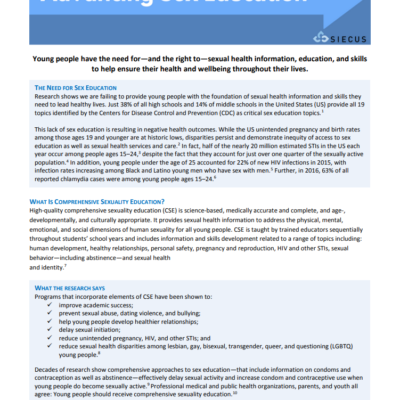 Advancing Sex Education
SIECUS
Young people have the need for—and the right to—sexual health information, education, and skills
to help ensure their health and wellbeing throughout their lives.
THE NEED FOR SEX EDUCATION
Research shows we are failing to provide young people with the foundation of sexual health information and skills they
need to lead healthy lives. Just 38% of all high schools and 14% of middle schools in the United States (US) provide all 19
topics identified by the Centers for Disease Control and Prevention (CDC) as critical sex education topics.¹
This lack of sex education is resulting in negative health outcomes. While the US unintended pregnancy and birth rates
among those ages 19 and younger are at historic lows, disparities persist and demonstrate inequity of access to sex
education as well as sexual health services and care.² In fact, half of the nearly 20 million estimated STIs in the US each
year occur among people ages 15–24,³ despite the fact that they account for just over one quarter of the sexually active
population.⁴ In addition, young people under the age of 25 accounted for 22% of new HIV infections in 2015, with
infection rates increasing among Black and Latino young men who have sex with men.⁵ Further, in 2016, 63% of all
reported chlamydia cases were among young people ages 15–24.⁶
WHAT IS COMPREHENSIVE SEXUALITY EDUCATION?
High-quality comprehensive sexuality education (CSE) is science-based, medically accurate and complete, and age-,
developmentally, and culturally appropriate. It provides sexual health information to address the physical, mental,
emotional, and social dimensions of human sexuality for all young people. CSE is taught by trained educators sequentially
throughout students' school years and includes information and skills development related to a range of topics including:
human development, healthy relationships, personal safety, pregnancy and reproduction, HIV and other STIs, sexual
behavior—including abstinence—and sexual health
and identity.⁷
WHAT THE RESEARCH SAYS
Programs that incorporate elements of CSE have been shown to:
✓ improve academic success;
✓ prevent sexual abuse, dating violence, and bullying;
✓ help young people develop healthier relationships;
✓ delay sexual initiation;
✓ reduce unintended pregnancy, HIV, and other STIs; and
✓ reduce sexual health disparities among lesbian, gay, bisexual, transgender, queer, and questioning (LGBTQ)
young people.⁸
Decades of research show comprehensive approaches to sex education—that include information on condoms and
contraception as well as abstinence—effectively delay sexual activity and increase condom and contraceptive use when
young people do become sexually active.⁹ Professional medical and public health organizations, parents, and youth all
agree: Young people should receive comprehensive sexuality education.¹⁰